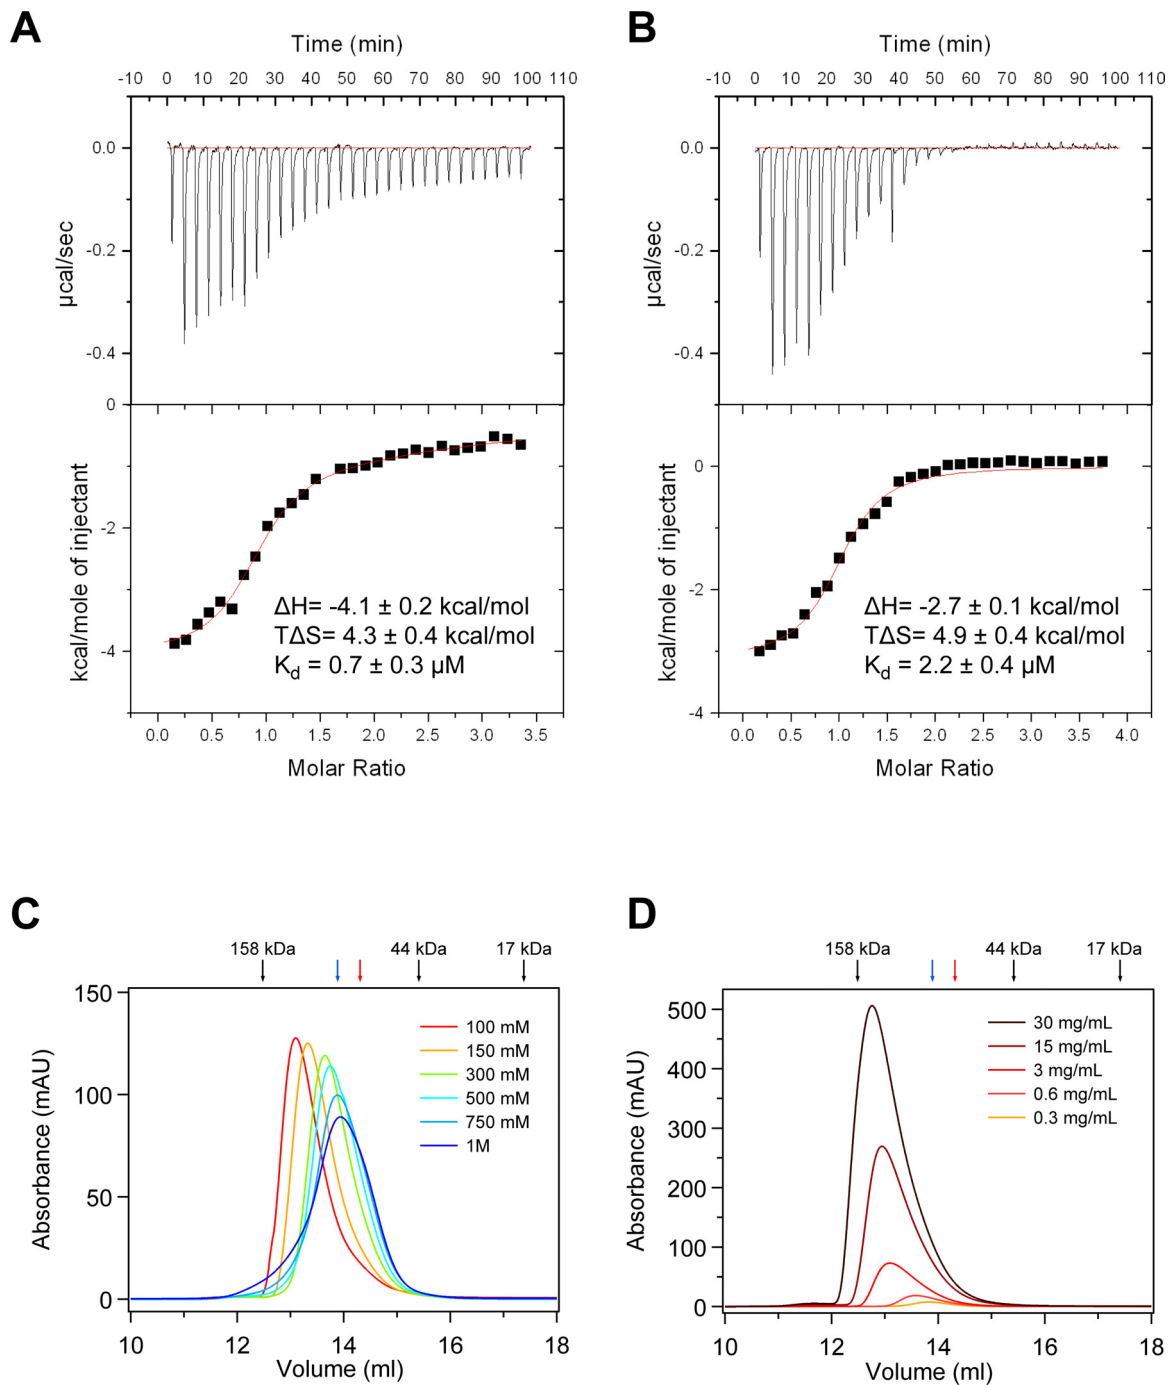 A
Time (min)
-10 0 10 20 30 40 50 60 70 80 90 100 110
0.0
-0.2
-0.4
µcal/sec
0
-2
-4
kcal/mole of injectant
ΔH= -4.1 ± 0.2 kcal/mol
TΔS= 4.3 ± 0.4 kcal/mol
Kd = 0.7 ± 0.3 µM
0.0 0.5 1.0 1.5 2.0 2.5 3.0 3.5
Molar Ratio
B
Time (min)
-10 0 10 20 30 40 50 60 70 80 90 100 110
0.0
-0.2
-0.4
µcal/sec
0
-2
-4
kcal/mole of injectant
ΔH= -2.7 ± 0.1 kcal/mol
TΔS= 4.9 ± 0.4 kcal/mol
Kd = 2.2 ± 0.4 µM
0.0 0.5 1.0 1.5 2.0 2.5 3.0 3.5 4.0
Molar Ratio
C
158 kDa 44 kDa 17 kDa
150
100
50
0
Absorbance (mAU)
100 mM
150 mM
300 mM
500 mM
750 mM
1M
10 12 14 16 18
Volume (ml)
D
158 kDa 44 kDa 17 kDa
500
400
300
200
100
0
Absorbance (mAU)
30 mg/mL
15 mg/mL
3 mg/mL
0.6 mg/mL
0.3 mg/mL
10 12 14 16 18
Volume (ml)